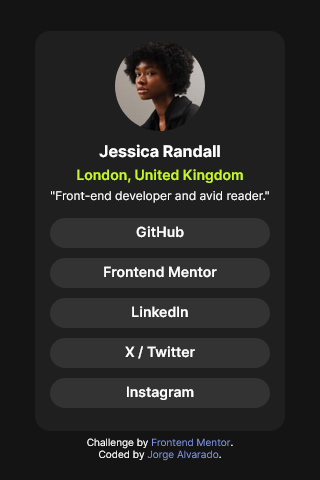 Jessica Randall
London, United Kingdom
"Front-end developer and avid reader."
GitHub
Frontend Mentor
LinkedIn
X / Twitter
Instagram
Challenge by Frontend Mentor.
Coded by Jorge Alvarado.